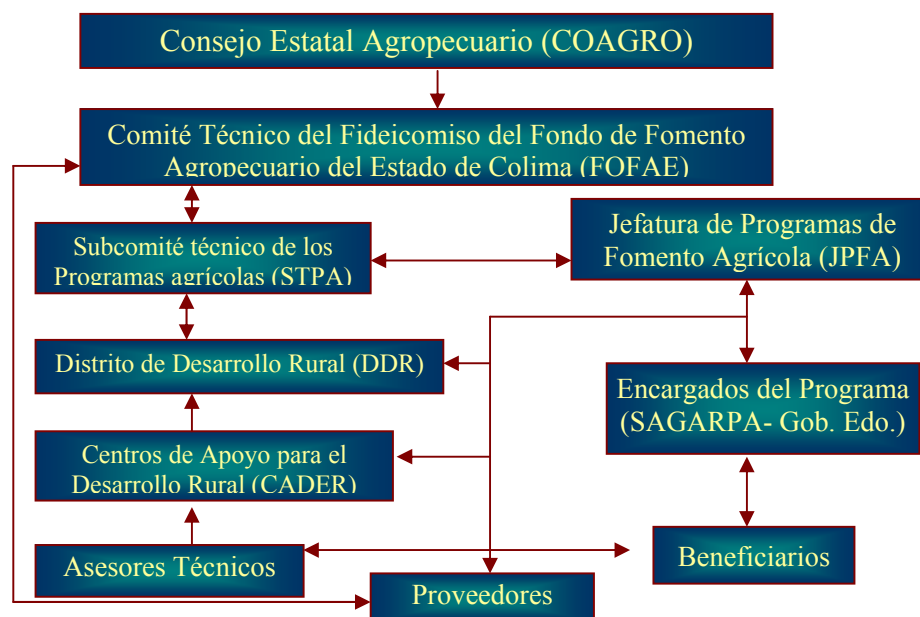 Consejo Estatal Agropecuario (COAGRO)
Comité Técnico del Fideicomiso del Fondo de Fomento
Agropecuario del Estado de Colima (FOFAE)
Subcomité técnico de los
Programas agrícolas (STPA)
Jefatura de Programas de
Fomento Agrícola (JPFA)
Distrito de Desarrollo Rural (DDR)
Encargados del Programa
(SAGARPA- Gob. Edo.)
Centros de Apoyo para el
Desarrollo Rural (CADER)
Asesores Técnicos
Beneficiarios
Proveedores